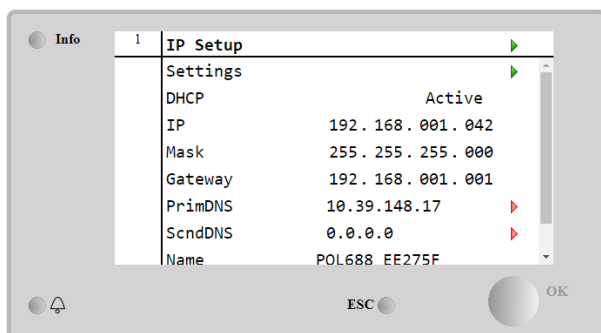 Info
1 IP Setup
Settings
DHCP Active
IP 192.168.001.042
Mask 255.255.255.000
Gateway 192.168.001.001
PrimDNS 10.39.148.17
ScndDNS 0.0.0.0
Name POL688_EE275F
ESC
OK